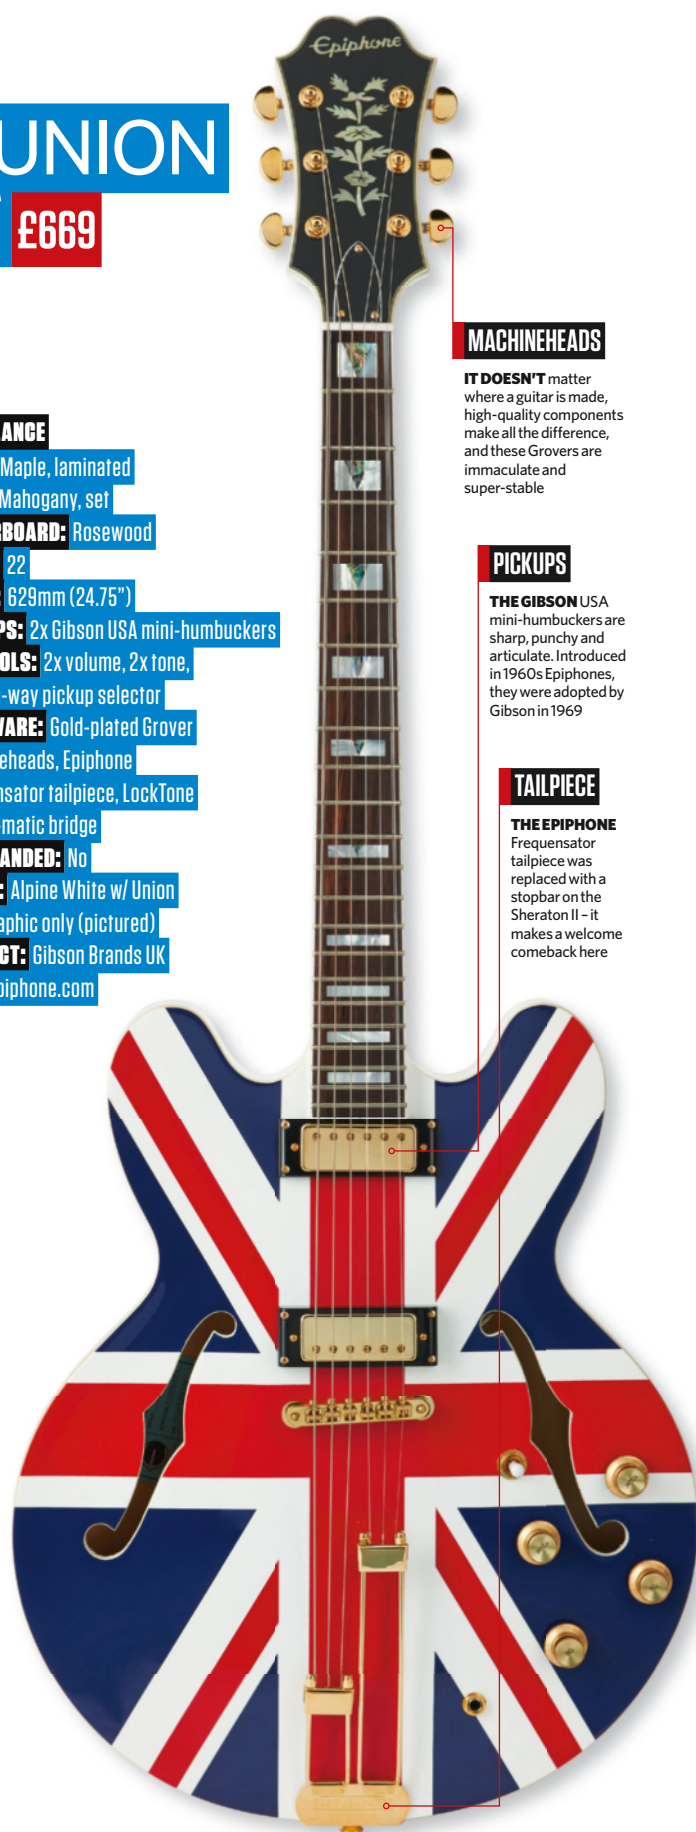 Epiphone
UNION
£669
MACHINEHEADS
IT DOESN'T matter
where a guitar is made,
high-quality components
make all the difference,
and these Grovers are
immaculate and
super-stable
LANCE
Maple, laminated
Mahogany, set
RBOARD: Rosewood
22
: 629mm (24.75”)
PS: 2x Gibson USA mini-humbuckers
OLS: 2x volume, 2x tone,
-way pickup selector
WARE: Gold-plated Grover
eheads, Epiphone
nsator tailpiece, LockTone
-matic bridge
ANDED: No
: Alpine White w/ Union
aphic only (pictured)
CT: Gibson Brands UK
piphone.com
PICKUPS
THE GIBSON USA
mini-humbuckers are
sharp, punchy and
articulate. Introduced
in 1960s Epiphones,
they were adopted by
Gibson in 1969
TAILPIECE
THE EPIPHONE
Frequensator
tailpiece was
replaced with a
stopbar on the
Sheraton II – it
makes a welcome
comeback here